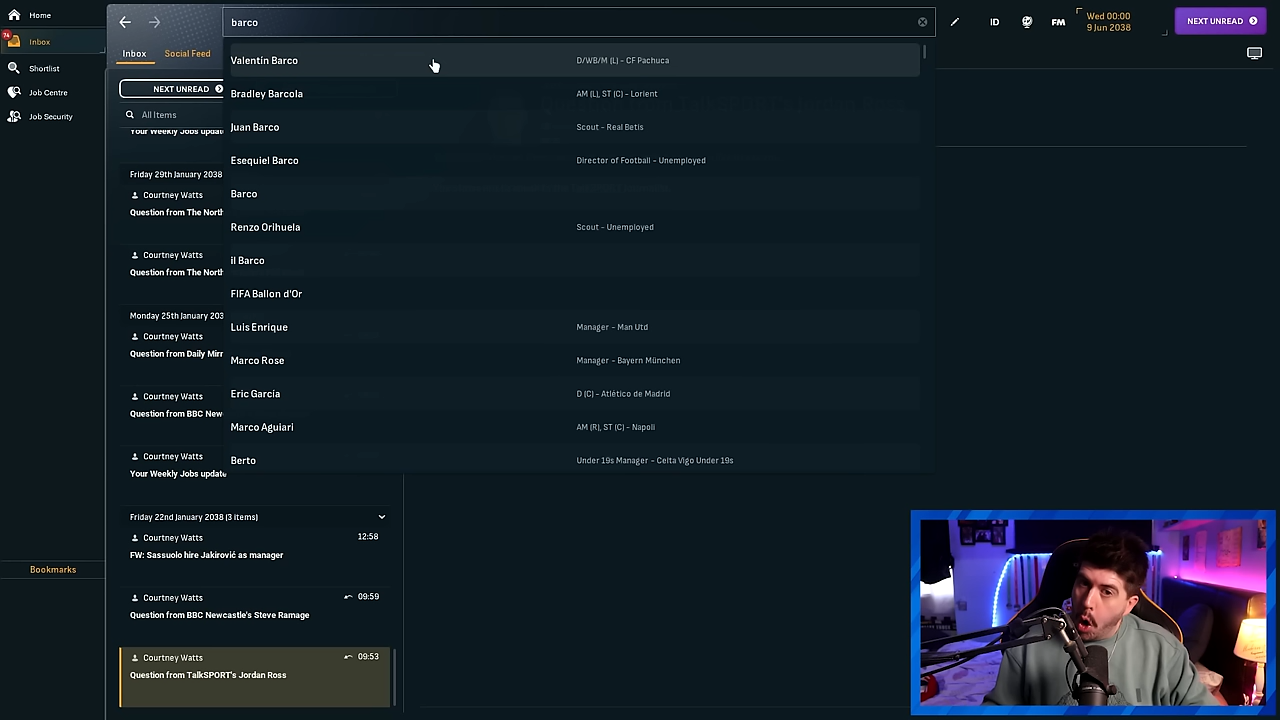 Home
74
Inbox
Shortlist
Job Centre
Job Security
Bookmarks
barco
ID
FM
Wed 00:00
9 Jun 2038
NEXT UNREAD
Inbox
Social Feed
NEXT UNREAD
All Items
Your Weekly Jobs updat
Friday 29th January 2038
Courtney Watts
Question from The North
Courtney Watts
Question from The North
Monday 25th January 203
Courtney Watts
Question from Daily Mirr
Courtney Watts
Question from BBC New
Courtney Watts
Your Weekly Jobs update
Friday 22nd January 2038 (3 items)
Courtney Watts 12:58
FW: Sassuolo hire Jakirović as manager
Courtney Watts 09:59
Question from BBC Newcastle's Steve Ramage
Courtney Watts 09:53
Question from TalkSPORT's Jordan Ross
Valentín Barco D/WB/M (L) - CF Pachuca
Bradley Barcola AM (L), ST (C) - Lorient
Juan Barco Scout - Real Betis
Esequiel Barco Director of Football - Unemployed
Barco
Renzo Orihuela Scout - Unemployed
il Barco
FIFA Ballon d'Or
Luis Enrique Manager - Man Utd
Marco Rose Manager - Bayern München
Eric García D (C) - Atlético de Madrid
Marco Aguiari AM (R), ST (C) - Napoli
Berto Under 19s Manager - Celta Vigo Under 19s